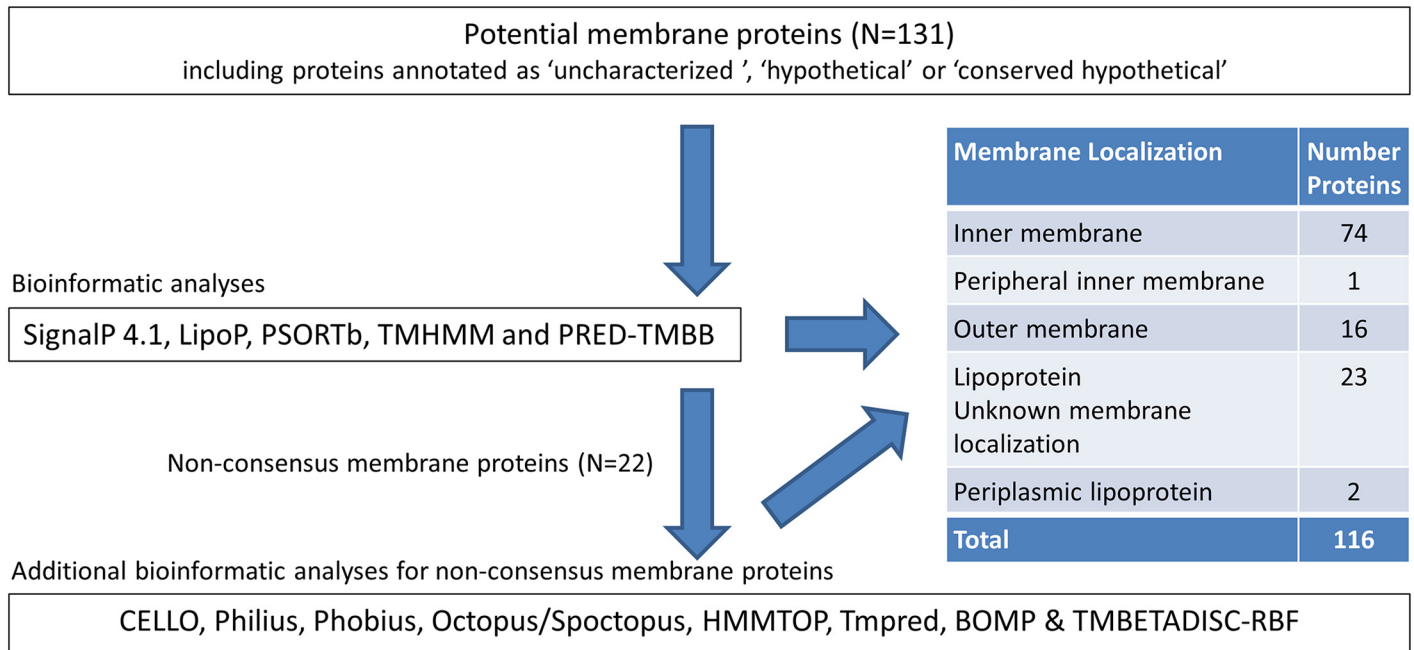 Potential membrane proteins (N=131)
including proteins annotated as ‘uncharacterized ’, ‘hypothetical’ or ‘conserved hypothetical’
Bioinformatic analyses
SignalP 4.1, LipoP, PSORTb, TMHMM and PRED-TMBB
Non-consensus membrane proteins (N=22)
Additional bioinformatic analyses for non-consensus membrane proteins
CELLO, Philius, Phobius, Octopus/Spoctopus, HMMTOP, Tmpred, BOMP & TMBETADISC-RBF
Membrane Localization Number
Proteins
Inner membrane 74
Peripheral inner membrane 1
Outer membrane 16
Lipoprotein 23
Unknown membrane
localization
Periplasmic lipoprotein 2
Total 116